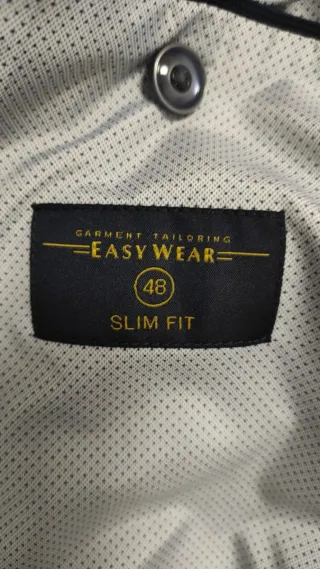 GARMENT TAILORING
EASY WEAR
48
SLIM FIT